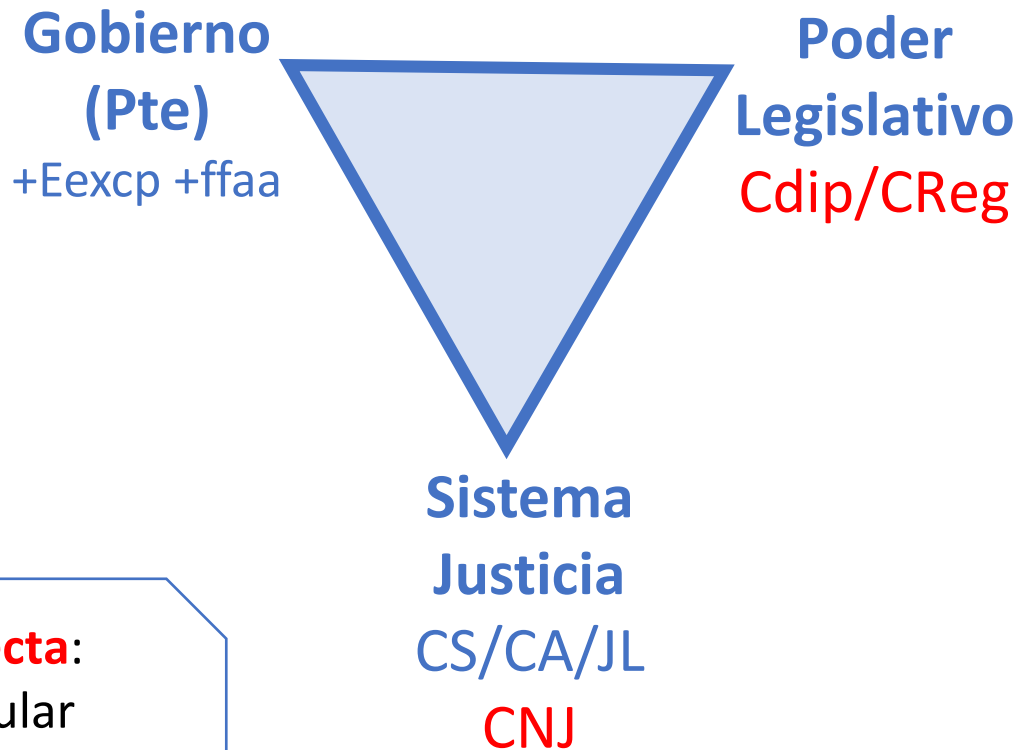 Gobierno
(Pte)
+Eexcp +ffaa
Poder
Legislativo
Cdip/CReg
Sistema
Justicia
CS/CA/JL
CNJ
cta:
ular